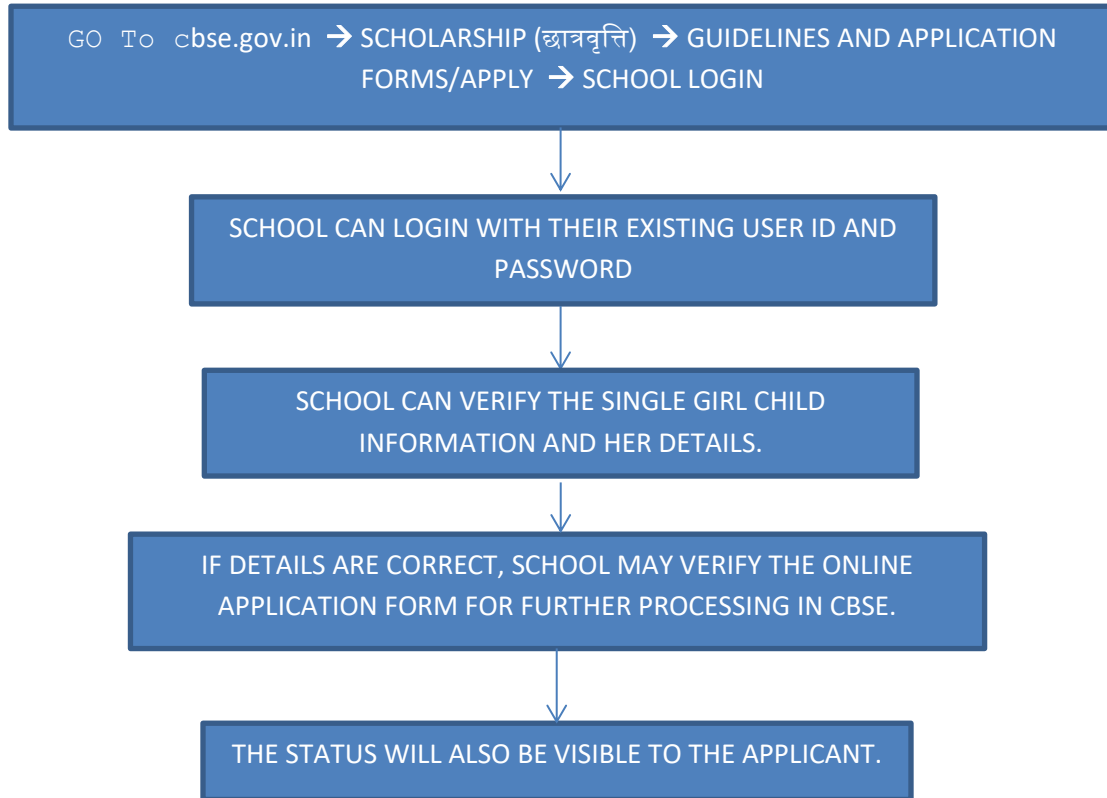 GO To cbse.gov.in → SCHOLARSHIP (छात्रवृत्ति) → GUIDELINES AND APPLICATION
FORMS/APPLY → SCHOOL LOGIN
SCHOOL CAN LOGIN WITH THEIR EXISTING USER ID AND
PASSWORD
SCHOOL CAN VERIFY THE SINGLE GIRL CHILD
INFORMATION AND HER DETAILS.
IF DETAILS ARE CORRECT, SCHOOL MAY VERIFY THE ONLINE
APPLICATION FORM FOR FURTHER PROCESSING IN CBSE.
THE STATUS WILL ALSO BE VISIBLE TO THE APPLICANT.